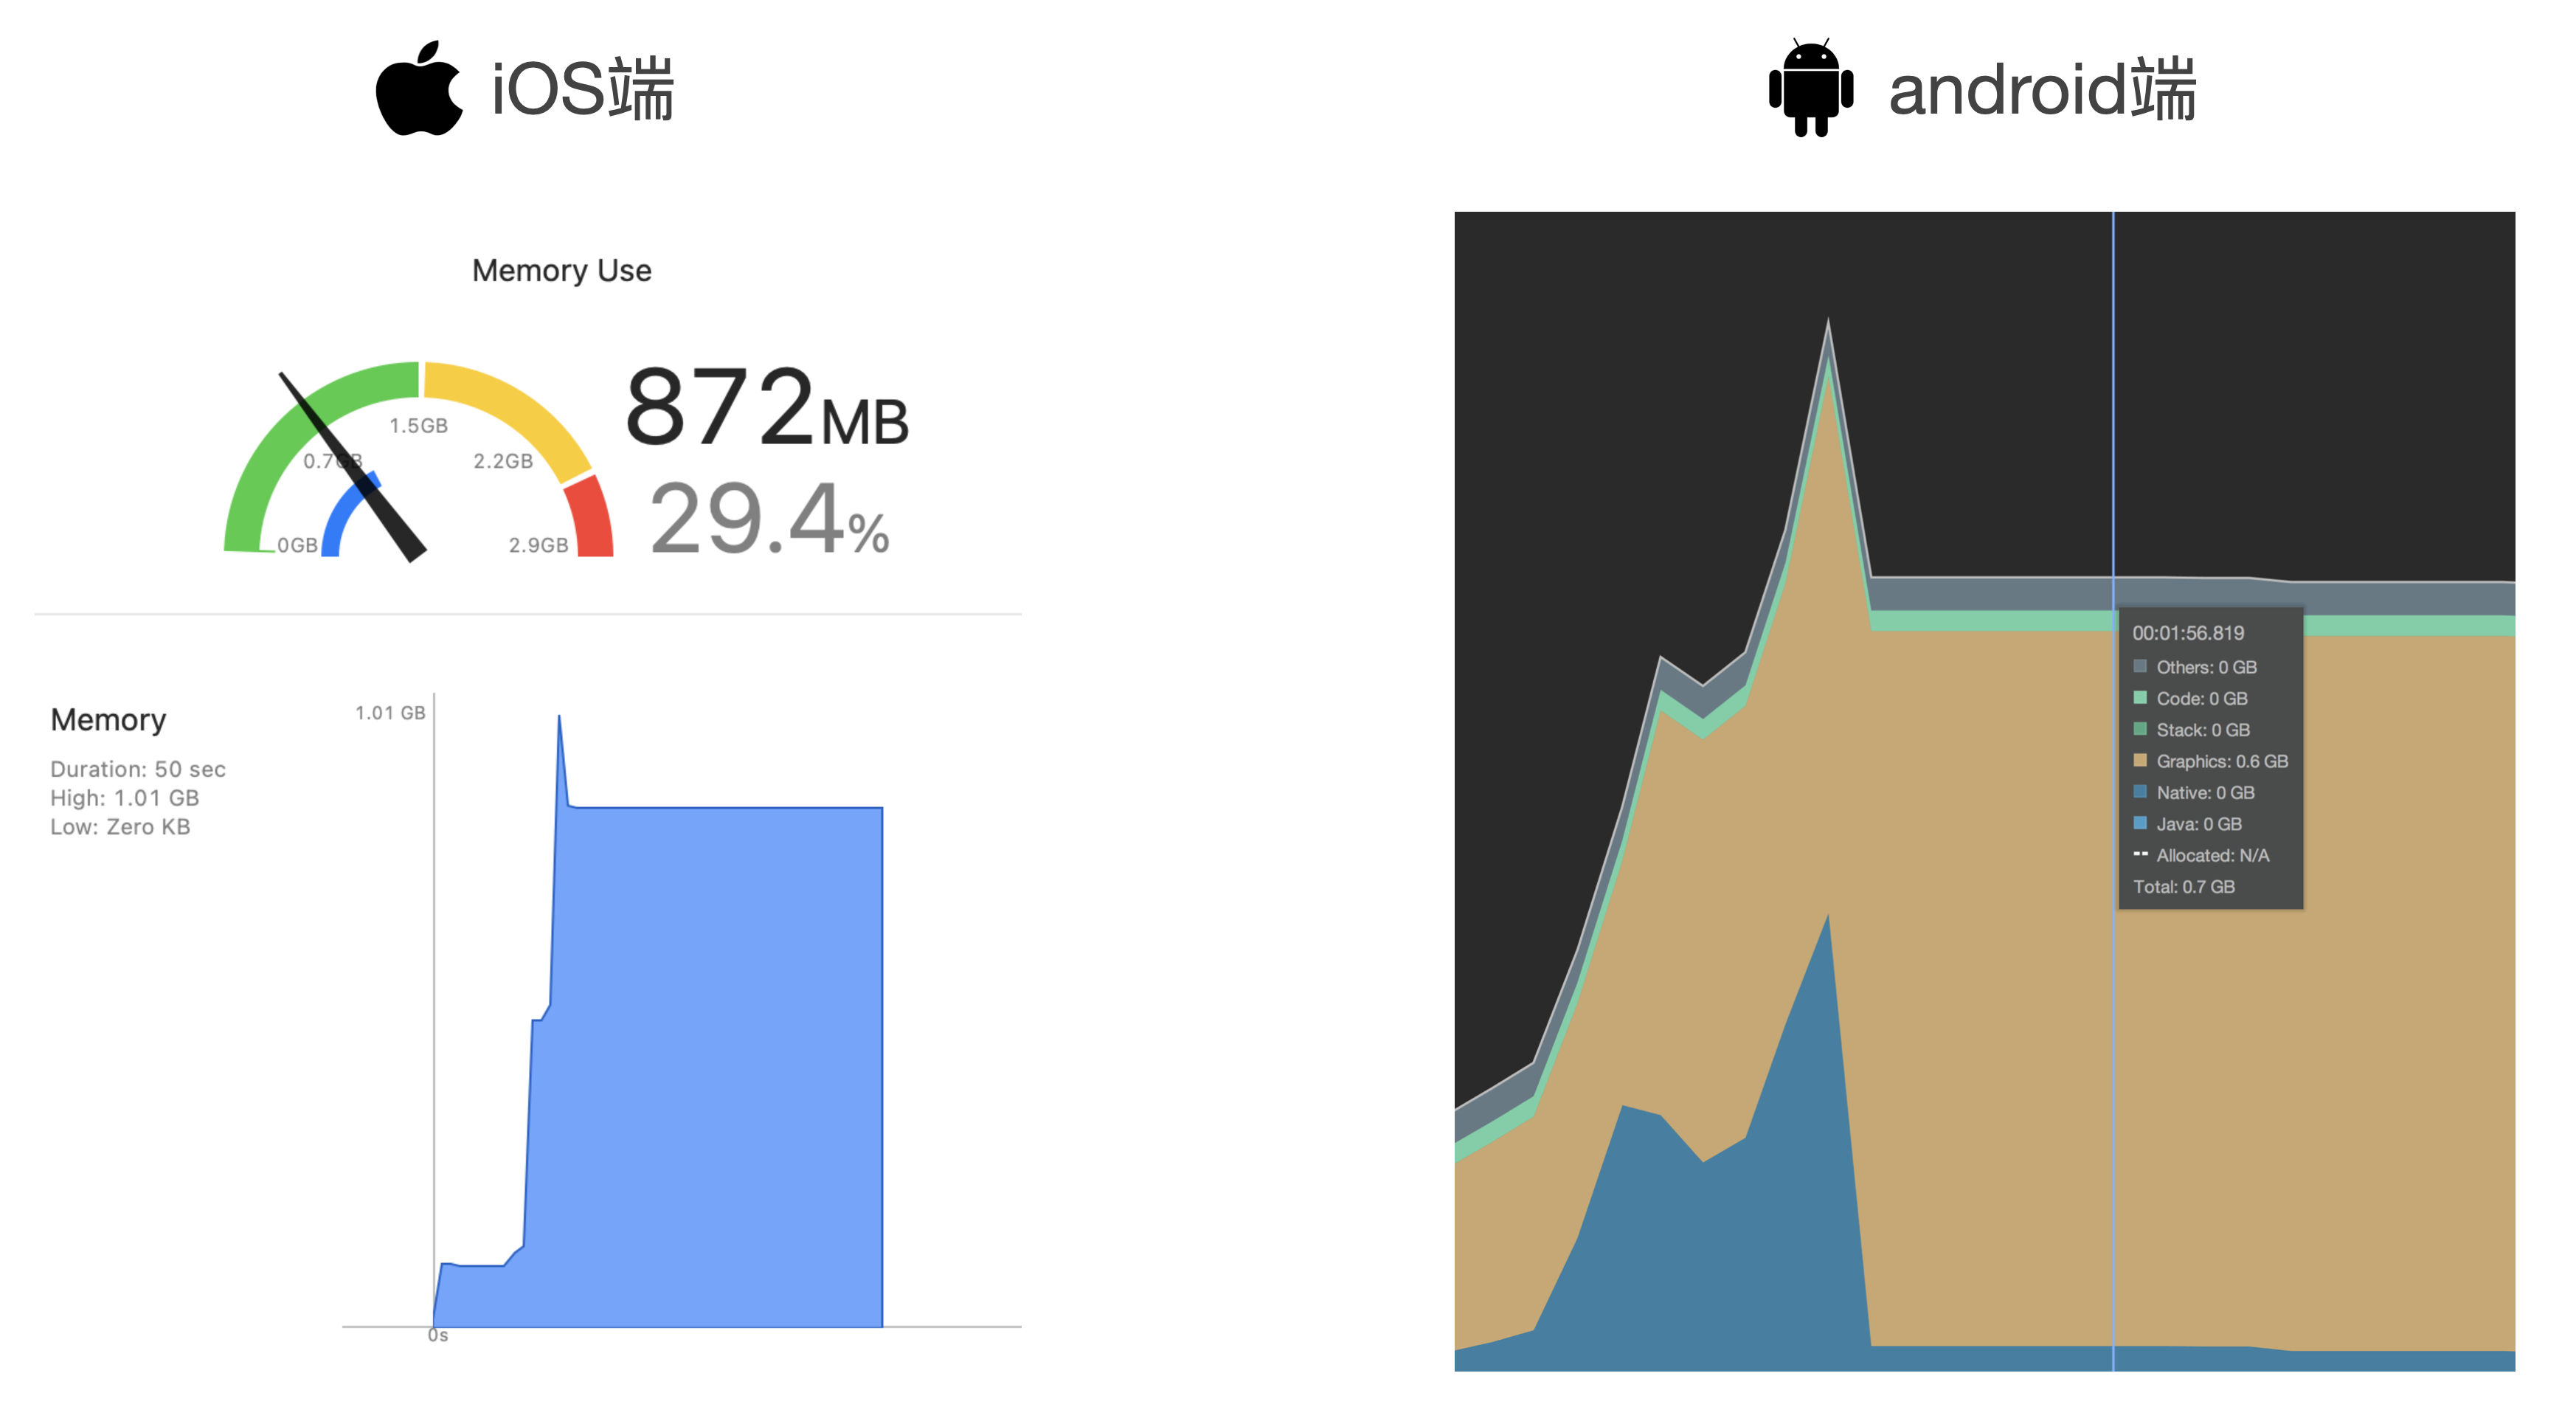 iOS端
android端
Memory Use
872MB
29.4%
0GB
0.7GB
1.5GB
2.2GB
2.9GB
Memory
Duration: 50 sec
High: 1.01 GB
Low: Zero KB
1.01 GB
0s
00:01:56.819
Others: 0 GB
Code: 0 GB
Stack: 0 GB
Graphics: 0.6 GB
Native: 0 GB
Java: 0 GB
Allocated: N/A
Total: 0.7 GB